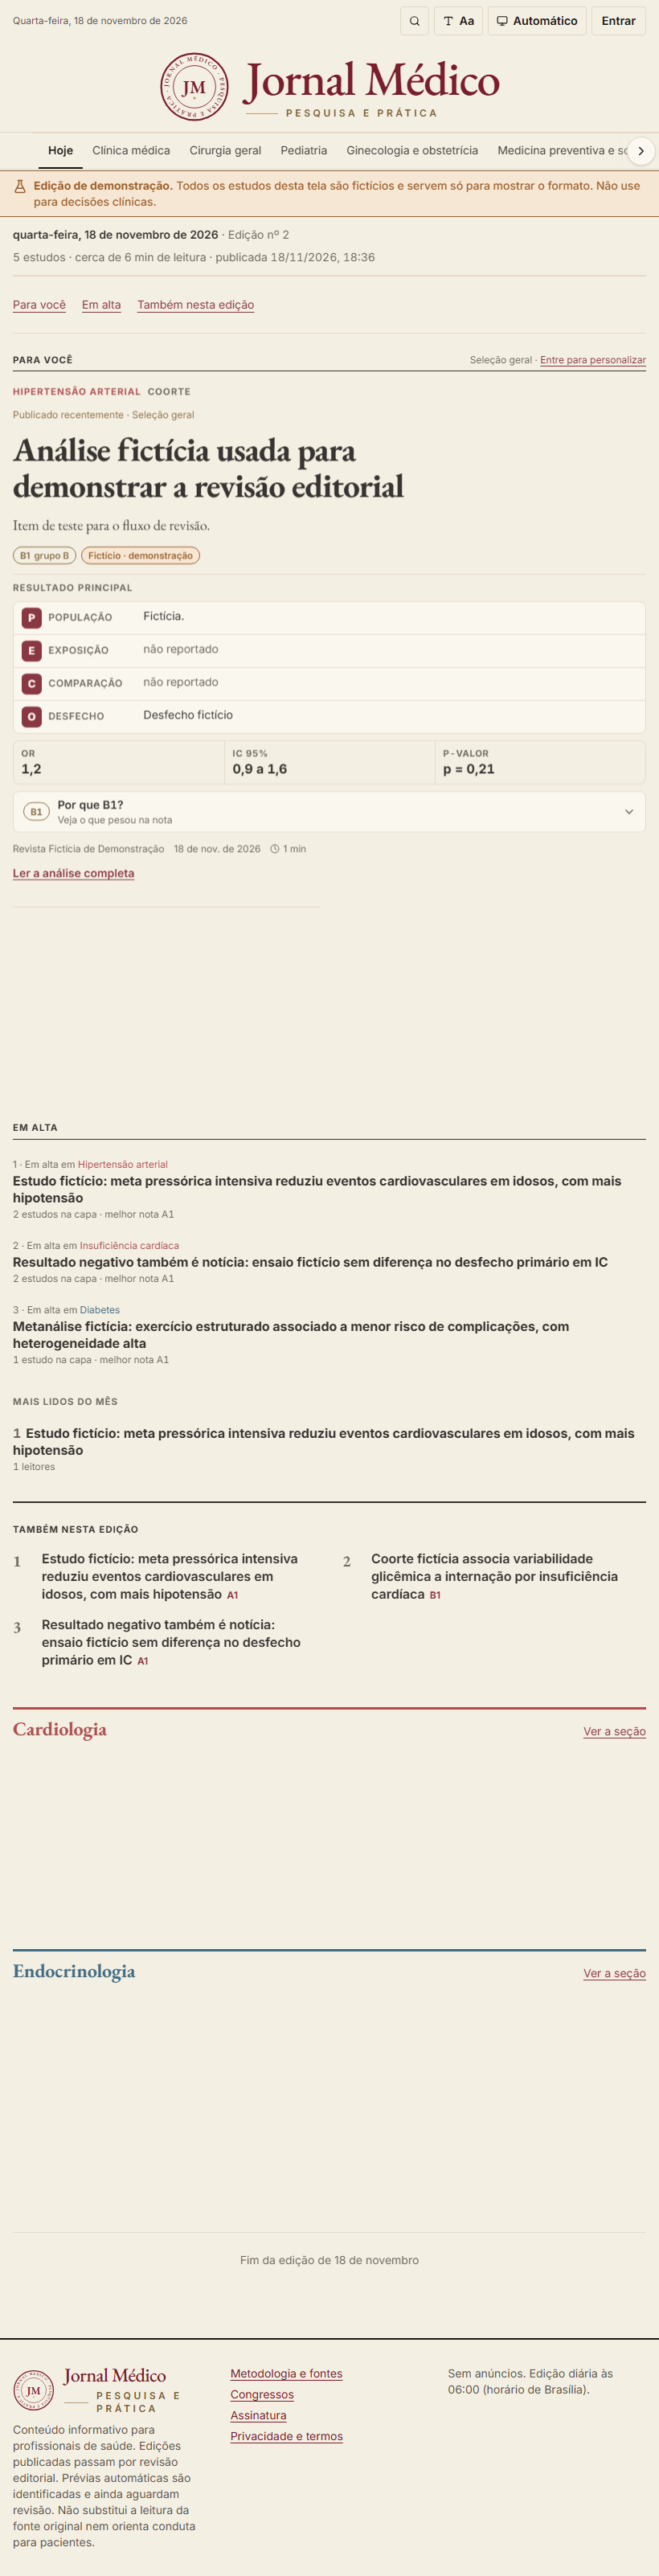 Quarta-feira, 18 de novembro de 2026
Aa
Automático
Entrar
JORNAL MÉDICO · PESQUISA E PRÁTICA ·
JM
Jornal Médico
PESQUISA E PRÁTICA
Hoje
Clínica médica
Cirurgia geral
Pediatria
Ginecologia e obstetrícia
Medicina preventiva e so
Edição de demonstração. Todos os estudos desta tela são fictícios e servem só para mostrar o formato. Não use
para decisões clínicas.
quarta-feira, 18 de novembro de 2026 · Edição nº 2
5 estudos · cerca de 6 min de leitura · publicada 18/11/2026, 18:36
Para você
Em alta
Também nesta edição
PARA VOCÊ
Seleção geral · Entre para personalizar
HIPERTENSÃO ARTERIAL COORTE
Publicado recentemente · Seleção geral
Análise fictícia usada para
demonstrar a revisão editorial
Item de teste para o fluxo de revisão.
B1 grupo B
Fictício · demonstração
RESULTADO PRINCIPAL
P POPULAÇÃO Fictícia.
E EXPOSIÇÃO não reportado
C COMPARAÇÃO não reportado
O DESFECHO Desfecho fictício
OR
1,2
IC 95%
0,9 a 1,6
P-VALOR
p = 0,21
B1
Por que B1?
Veja o que pesou na nota
Revista Fictícia de Demonstração 18 de nov. de 2026 1 min
Ler a análise completa
EM ALTA
1 · Em alta em Hipertensão arterial
Estudo fictício: meta pressórica intensiva reduziu eventos cardiovasculares em idosos, com mais
hipotensão
2 estudos na capa · melhor nota A1
2 · Em alta em Insuficiência cardíaca
Resultado negativo também é notícia: ensaio fictício sem diferença no desfecho primário em IC
2 estudos na capa · melhor nota A1
3 · Em alta em Diabetes
Metanálise fictícia: exercício estruturado associado a menor risco de complicações, com
heterogeneidade alta
1 estudo na capa · melhor nota A1
MAIS LIDOS DO MÊS
1 Estudo fictício: meta pressórica intensiva reduziu eventos cardiovasculares em idosos, com mais
hipotensão
1 leitores
TAMBÉM NESTA EDIÇÃO
1
Estudo fictício: meta pressórica intensiva
reduziu eventos cardiovasculares em
idosos, com mais hipotensão A1
2
Coorte fictícia associa variabilidade
glicêmica a internação por insuficiência
cardíaca B1
3
Resultado negativo também é notícia:
ensaio fictício sem diferença no desfecho
primário em IC A1
Cardiologia
Ver a seção
Endocrinologia
Ver a seção
Fim da edição de 18 de novembro
JM
Jornal Médico
PESQUISA E
PRÁTICA
Conteúdo informativo para
profissionais de saúde. Edições
publicadas passam por revisão
editorial. Prévias automáticas são
identificadas e ainda aguardam
revisão. Não substitui a leitura da
fonte original nem orienta conduta
para pacientes.
Metodologia e fontes
Congressos
Assinatura
Privacidade e termos
Sem anúncios. Edição diária às
06:00 (horário de Brasília).